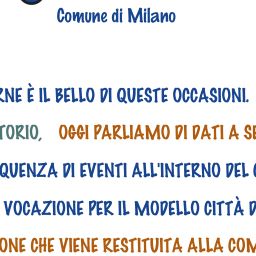 Comune di Milano
RNE È IL BELLO DI QUESTE OCCASIONI.
TORIO, OGGI PARLIAMO DI DATI A SE
QUENZA DI EVENTI ALL'INTERNO DEL
VOCAZIONE PER IL MODELLO CITTÀ D
ONE CHE VIENE RESTITUITA ALLA COM